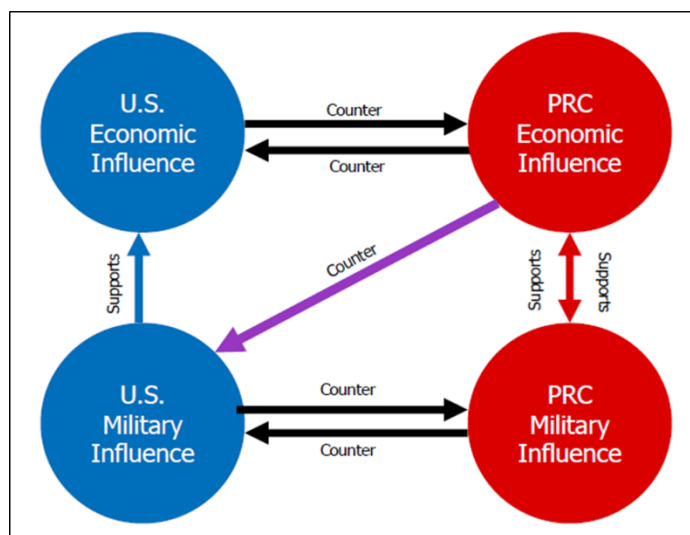 U.S.
Economic
Influence
Counter
Counter
PRC
Economic
Influence
Supports
Counter
Supports
Supports
U.S.
Military
Influence
Counter
Counter
PRC
Military
Influence